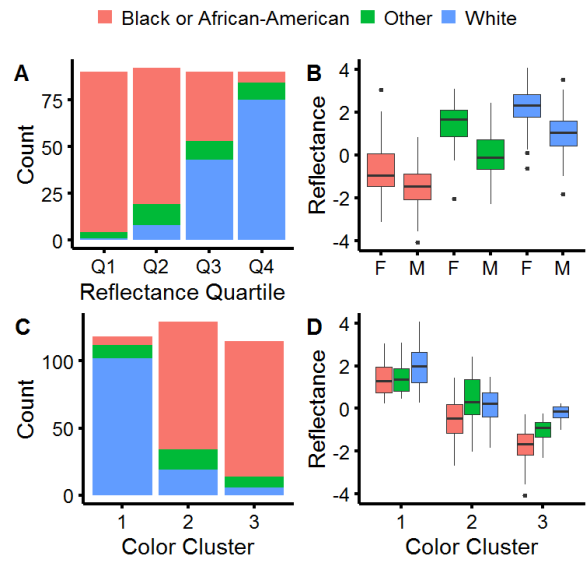 Black or African-American Other White
A
75
50
25
0
Count
Q1 Q2 Q3 Q4
Reflectance Quartile
B
4
2
0
-2
-4
Reflectance
F M F M F M
C
100
50
0
Count
1 2 3
Color Cluster
D
4
2
0
-2
-4
Reflectance
1 2 3
Color Cluster